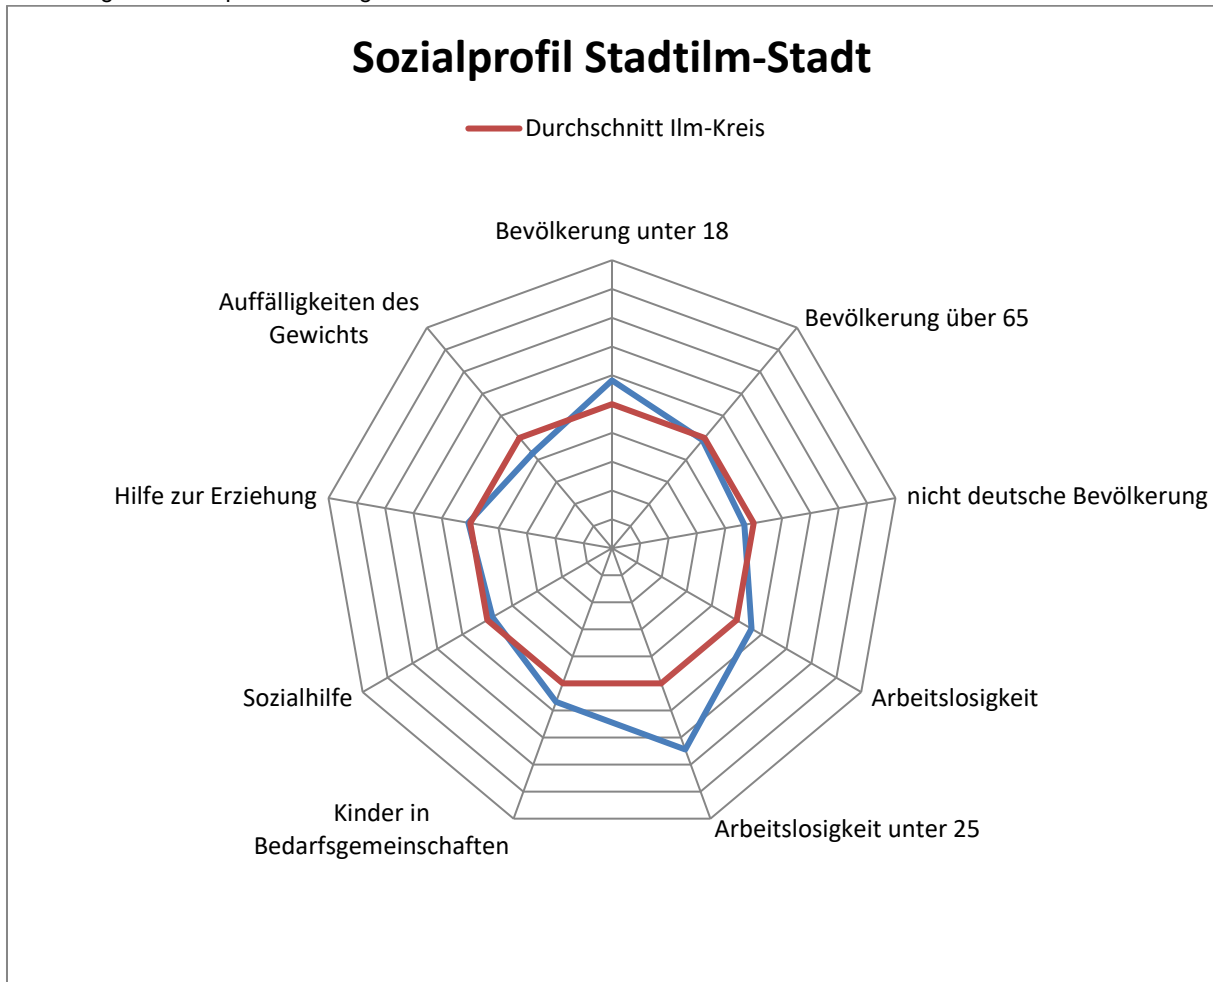 Sozialprofil Stadtilm-Stadt
Durchschnitt Ilm-Kreis
Bevölkerung unter 18
Auffälligkeiten des
Gewichts
Bevölkerung über 65
Hilfe zur Erziehung
nicht deutsche Bevölkerung
Sozialhilfe
Arbeitslosigkeit
Kinder in
Bedarfsgemeinschaften
Arbeitslosigkeit unter 25